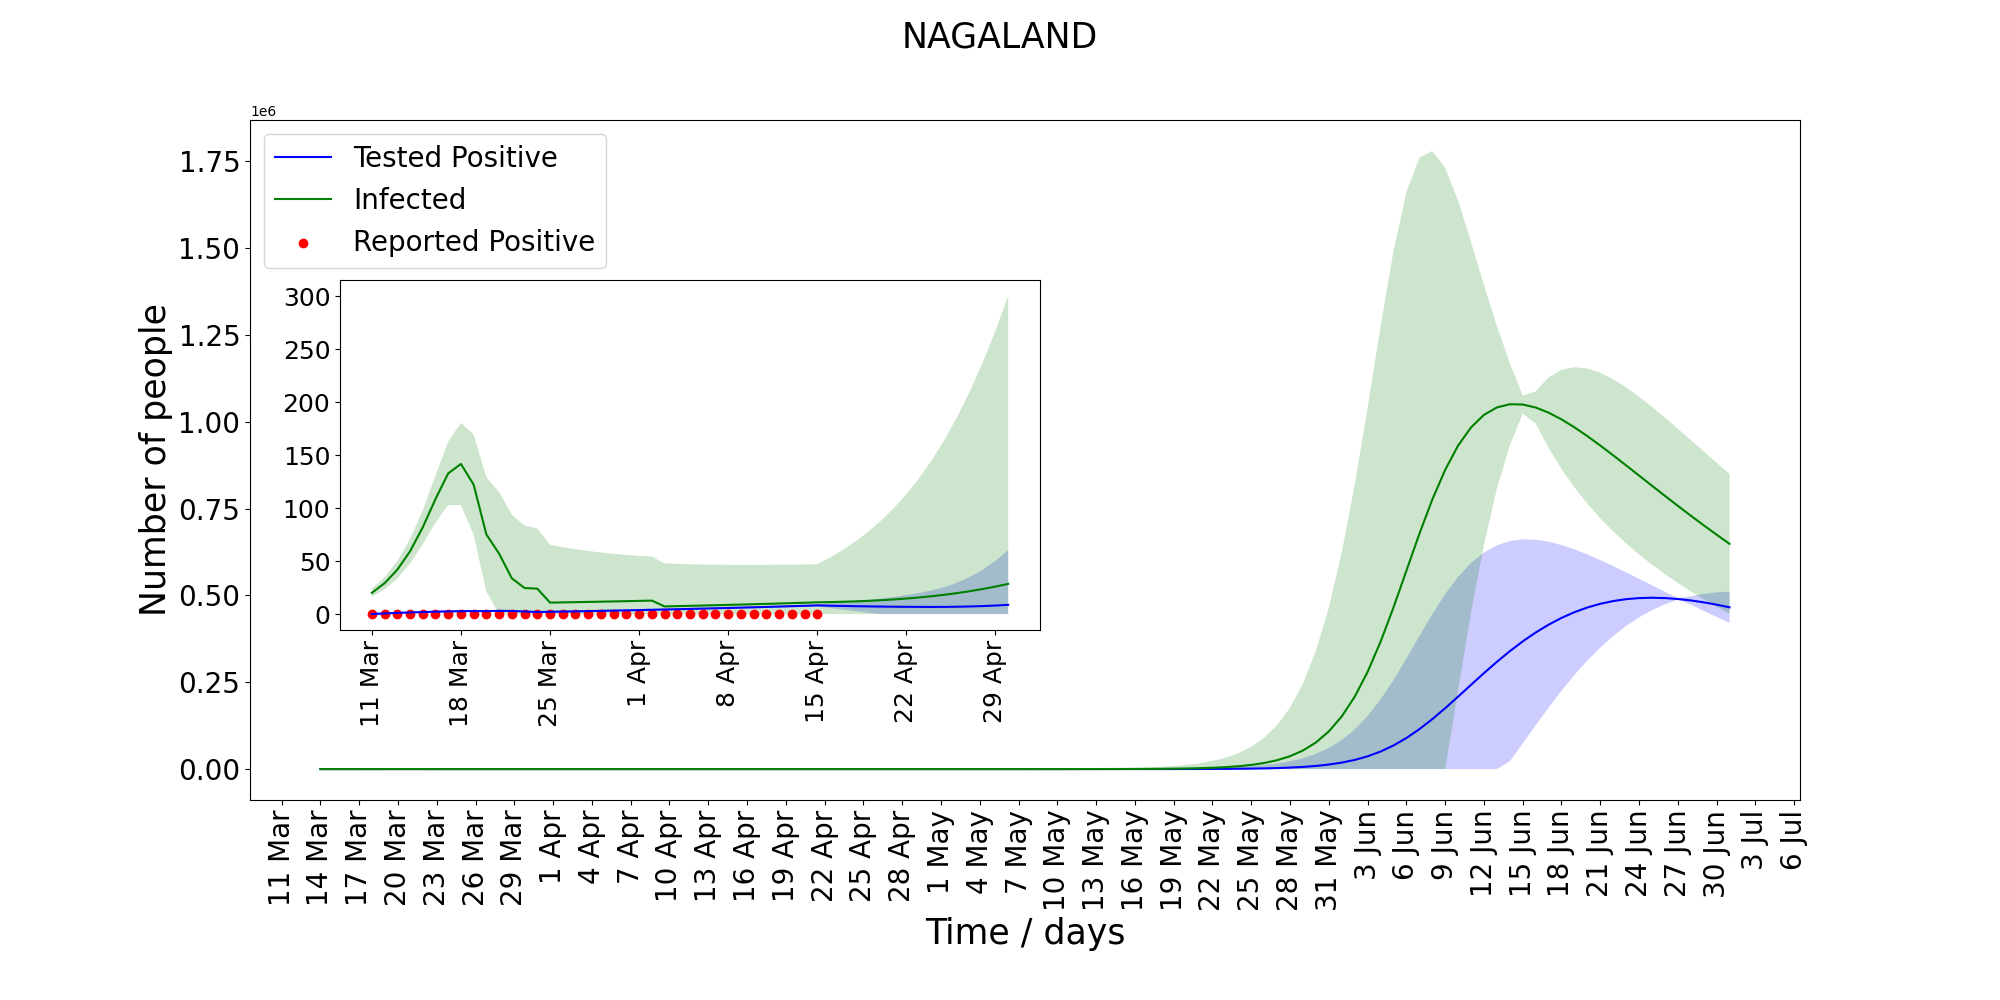 NAGALAND
1e6
Tested Positive
Infected
Reported Positive
Number of people
1.75
1.50
1.25
1.00
0.75
0.50
0.25
0.00
300
250
200
150
100
50
0
11 Mar
18 Mar
25 Mar
1 Apr
8 Apr
15 Apr
22 Apr
29 Apr
11 Mar
14 Mar
17 Mar
20 Mar
23 Mar
26 Mar
29 Mar
1 Apr
4 Apr
7 Apr
10 Apr
13 Apr
16 Apr
19 Apr
22 Apr
25 Apr
28 Apr
1 May
4 May
7 May
10 May
13 May
16 May
19 May
22 May
25 May
28 May
31 May
3 Jun
6 Jun
9 Jun
12 Jun
15 Jun
18 Jun
21 Jun
24 Jun
27 Jun
30 Jun
3 Jul
6 Jul
Time / days